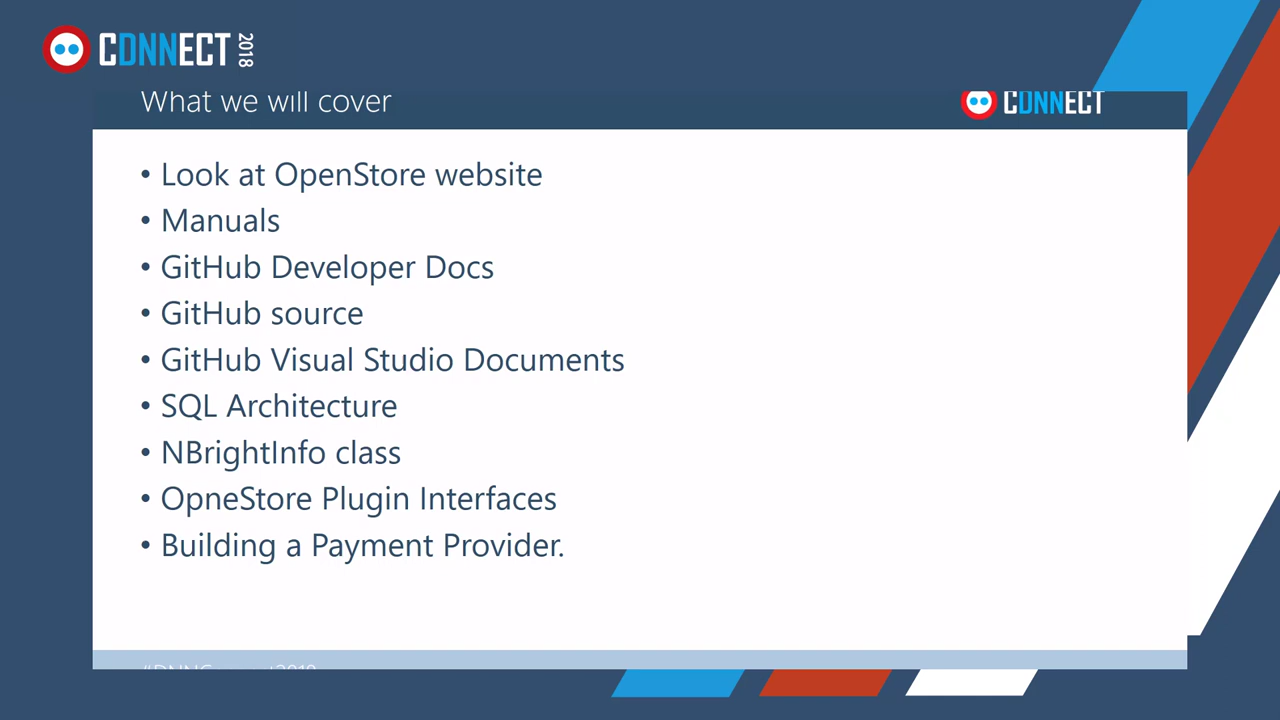 CDNNECT 2018
What we will cover
CDNNECT
• Look at OpenStore website
• Manuals
• GitHub Developer Docs
• GitHub source
• GitHub Visual Studio Documents
• SQL Architecture
• NBrightInfo class
• OpneStore Plugin Interfaces
• Building a Payment Provider.